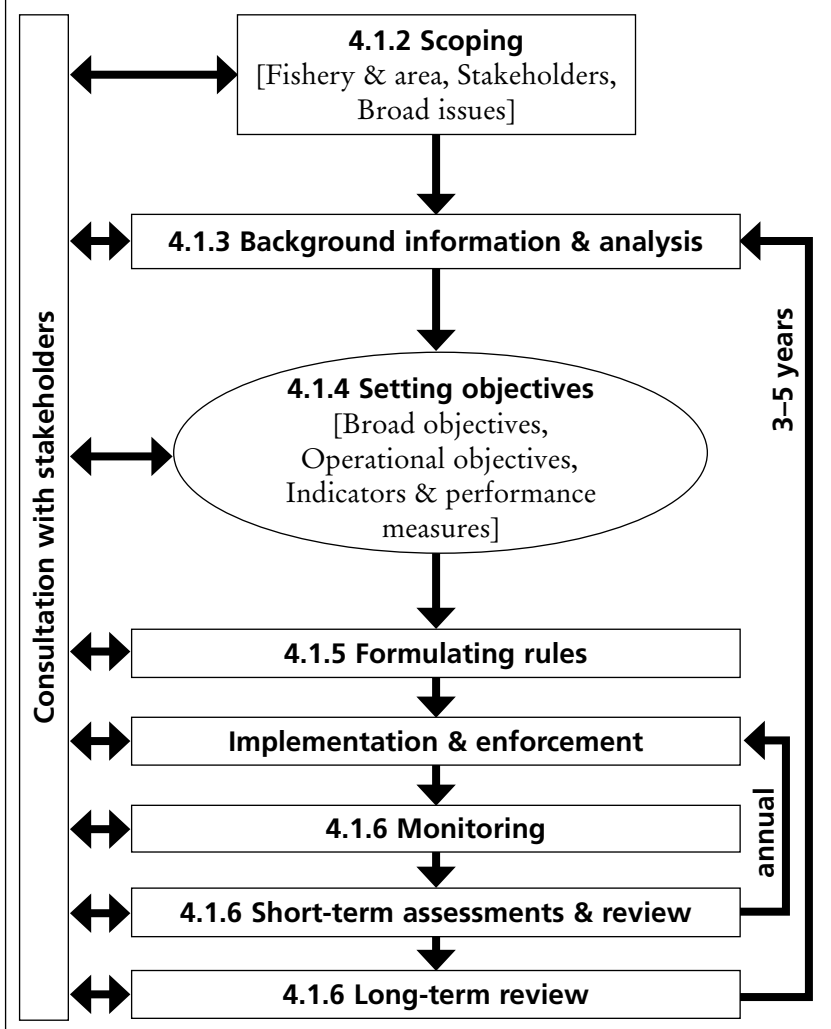 Consultation with stakeholders
4.1.2 Scoping
[Fishery & area, Stakeholders,
Broad issues]
4.1.3 Background information & analysis
4.1.4 Setting objectives
[Broad objectives,
Operational objectives,
Indicators & performance
measures]
4.1.5 Formulating rules
Implementation & enforcement
4.1.6 Monitoring
4.1.6 Short-term assessments & review
4.1.6 Long-term review
annual
3–5 years